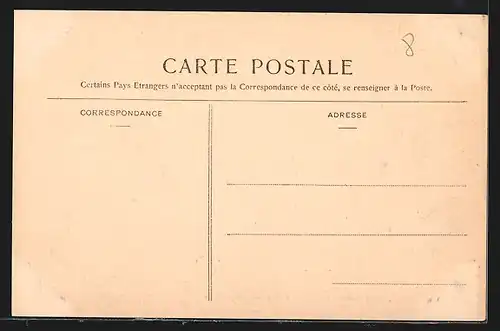 8
CARTE POSTALE
Certains Pays Etrangers n'acceptant pas la Correspondance de ce côté, se renseigner à la Poste.
CORRESPONDANCE
ADRESSE